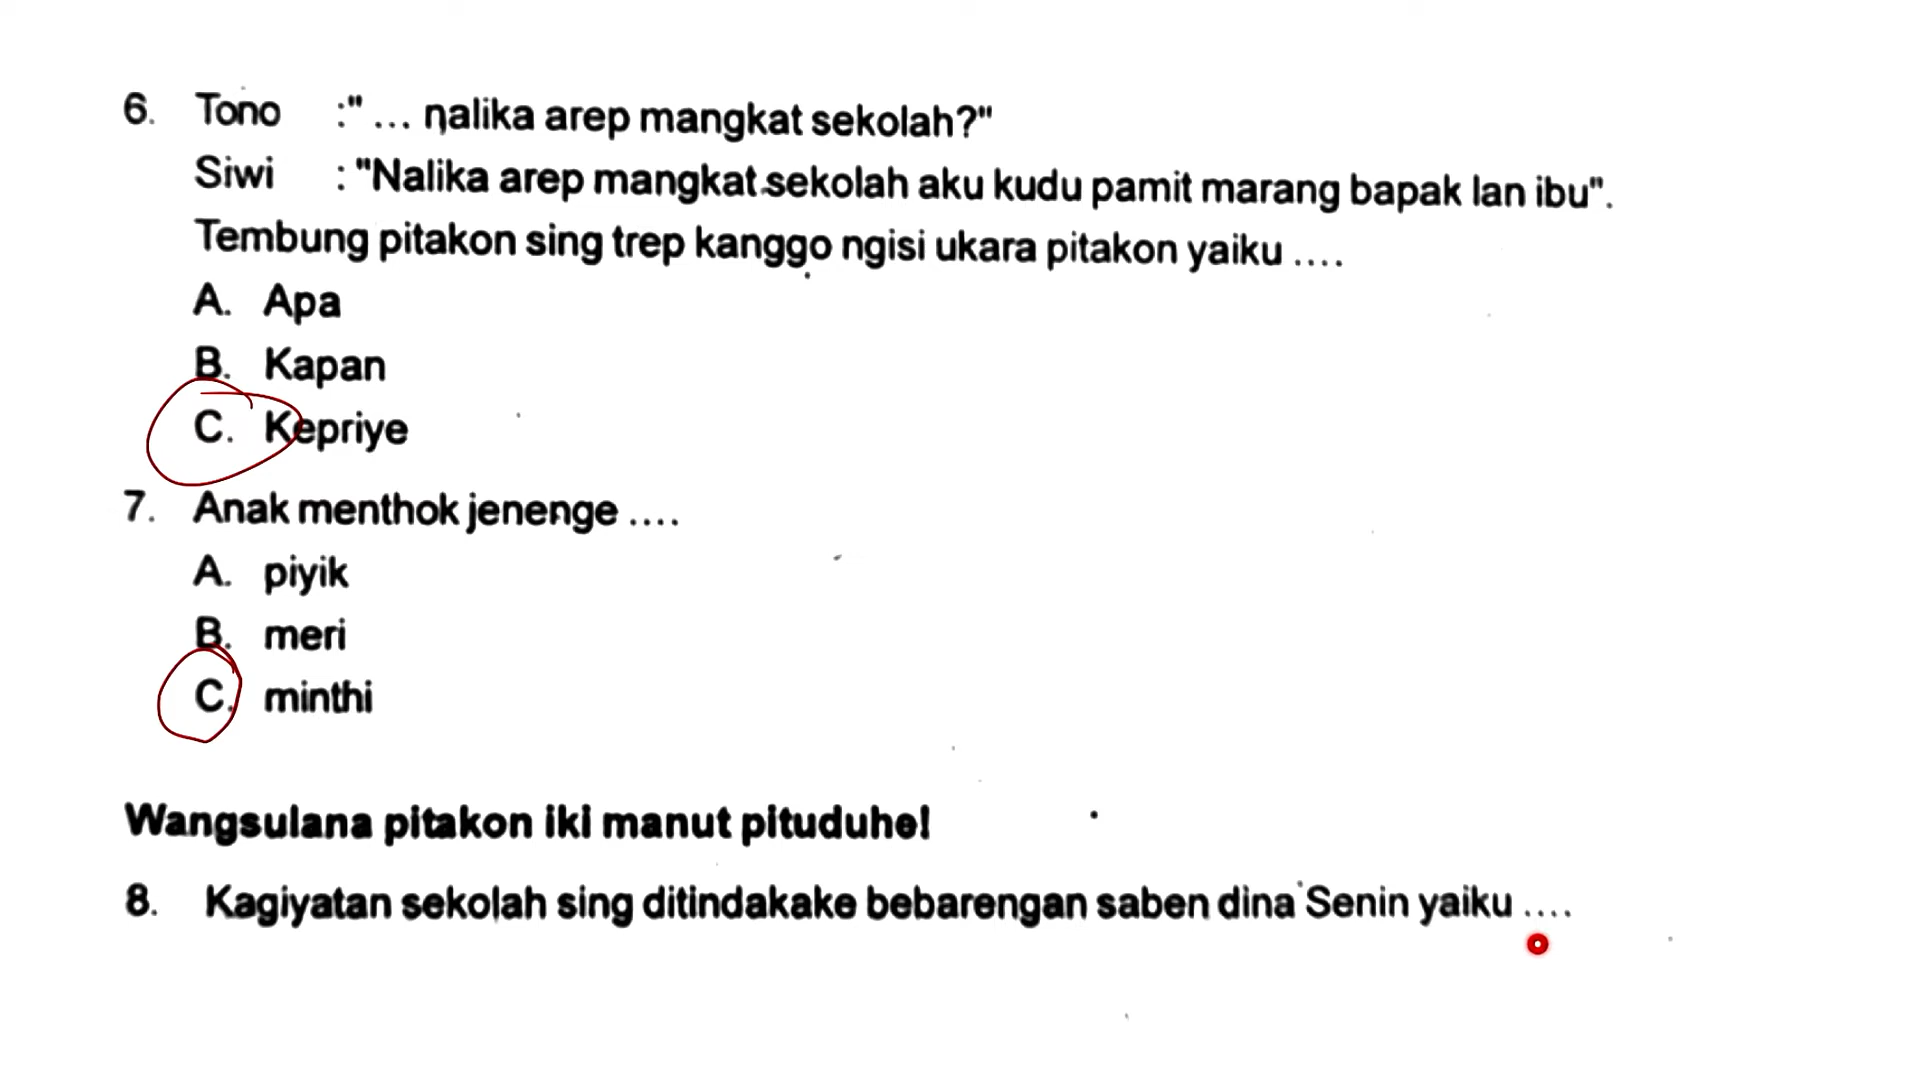 6. Tono :" ... nalika arep mangkat sekolah?"
Siwi : "Nalika arep mangkat sekolah aku kudu pamit marang bapak lan ibu".
Tembung pitakon sing trep kanggo ngisi ukara pitakon yaiku ....
A. Apa
B. Kapan
C. Kepriye
7. Anak menthok jenenge ....
A. piyik
B. meri
C. minthi
Wangsulana pitakon iki manut pituduhe!
8. Kagiyatan sekolah sing ditindakake bebarengan saben dina Senin yaiku ....